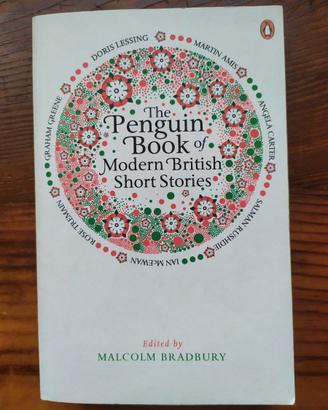 DORIS LESSING
MARTIN AMIS
ANGELA CARTER
SALMAN RUSHDIE
IAN McEWAN
ROSE TREMAIN
GRAHAM GREENE
The
Penguin
Book of
Modern British
Short Stories
Edited by
MALCOLM BRADBURY